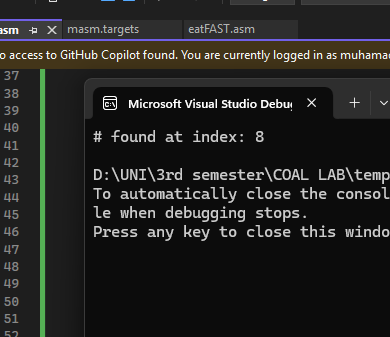 asm masm.targets eatFAST.asm
o access to GitHub Copilot found. You are currently logged in as muhamad
37
38
39
40
41
42
43
44
45
46
47
48
49
50
51
52
Microsoft Visual Studio Debug
# found at index: 8
D:\UNI\3rd semester\COAL LAB\temp
To automatically close the consol
le when debugging stops.
Press any key to close this windo